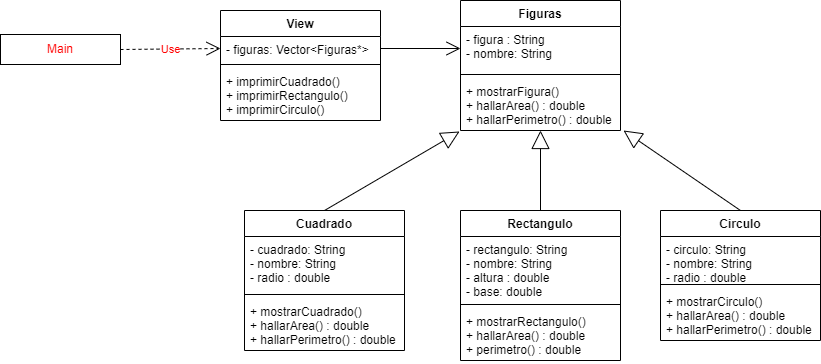 Main
Use
View
- figuras: Vector<Figuras*>
+ imprimirCuadrado()
+ imprimirRectangulo()
+ imprimirCirculo()
Figuras
- figura : String
- nombre: String
+ mostrarFigura()
+ hallarArea() : double
+ hallarPerimetro() : double
Cuadrado
- cuadrado: String
- nombre: String
- radio : double
+ mostrarCuadrado()
+ hallarArea() : double
+ hallarPerimetro() : double
Rectangulo
- rectangulo: String
- nombre: String
- altura : double
- base: double
+ mostrarRectangulo()
+ hallarArea() : double
+ perimetro() : double
Circulo
- circulo: String
- nombre: String
- radio : double
+ mostrarCirculo()
+ hallarArea() : double
+ hallarPerimetro() : double